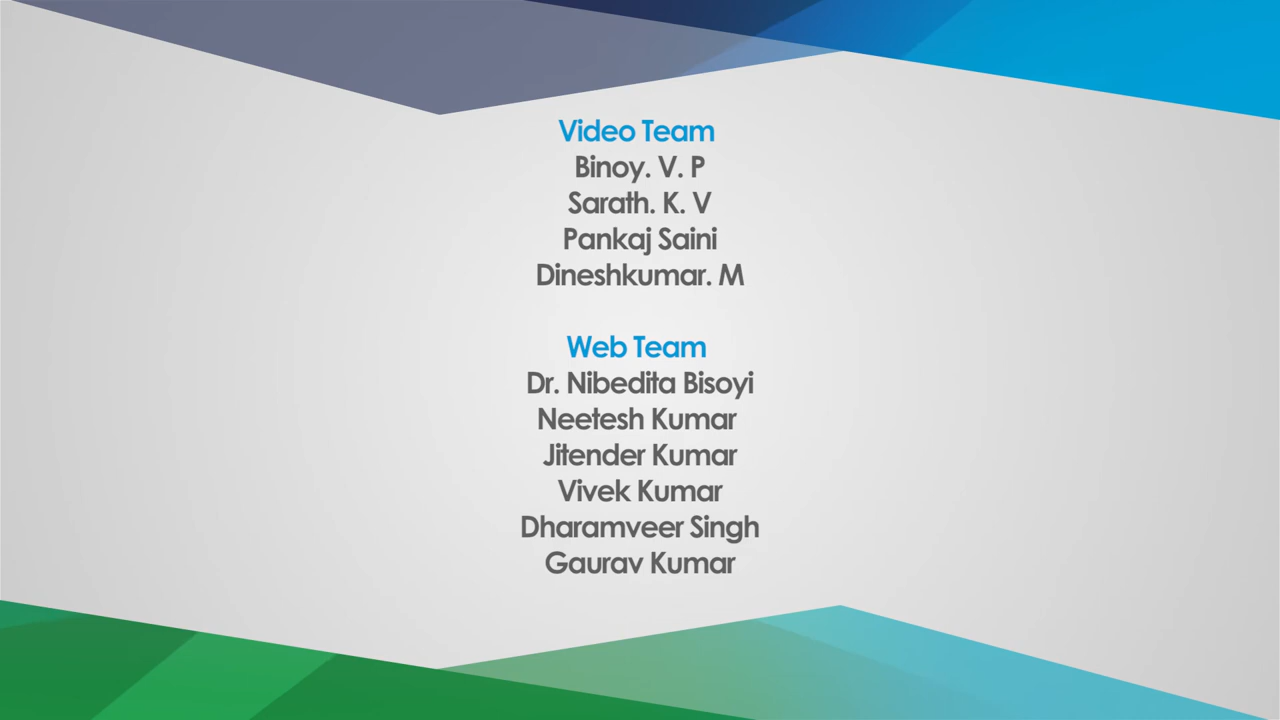 Video Team
Binoy. V. P
Sarath. K. V
Pankaj Saini
Dineshkumar. M
Web Team
Dr. Nibedita Bisoyi
Neetesh Kumar
Jitender Kumar
Vivek Kumar
Dharamveer Singh
Gaurav Kumar